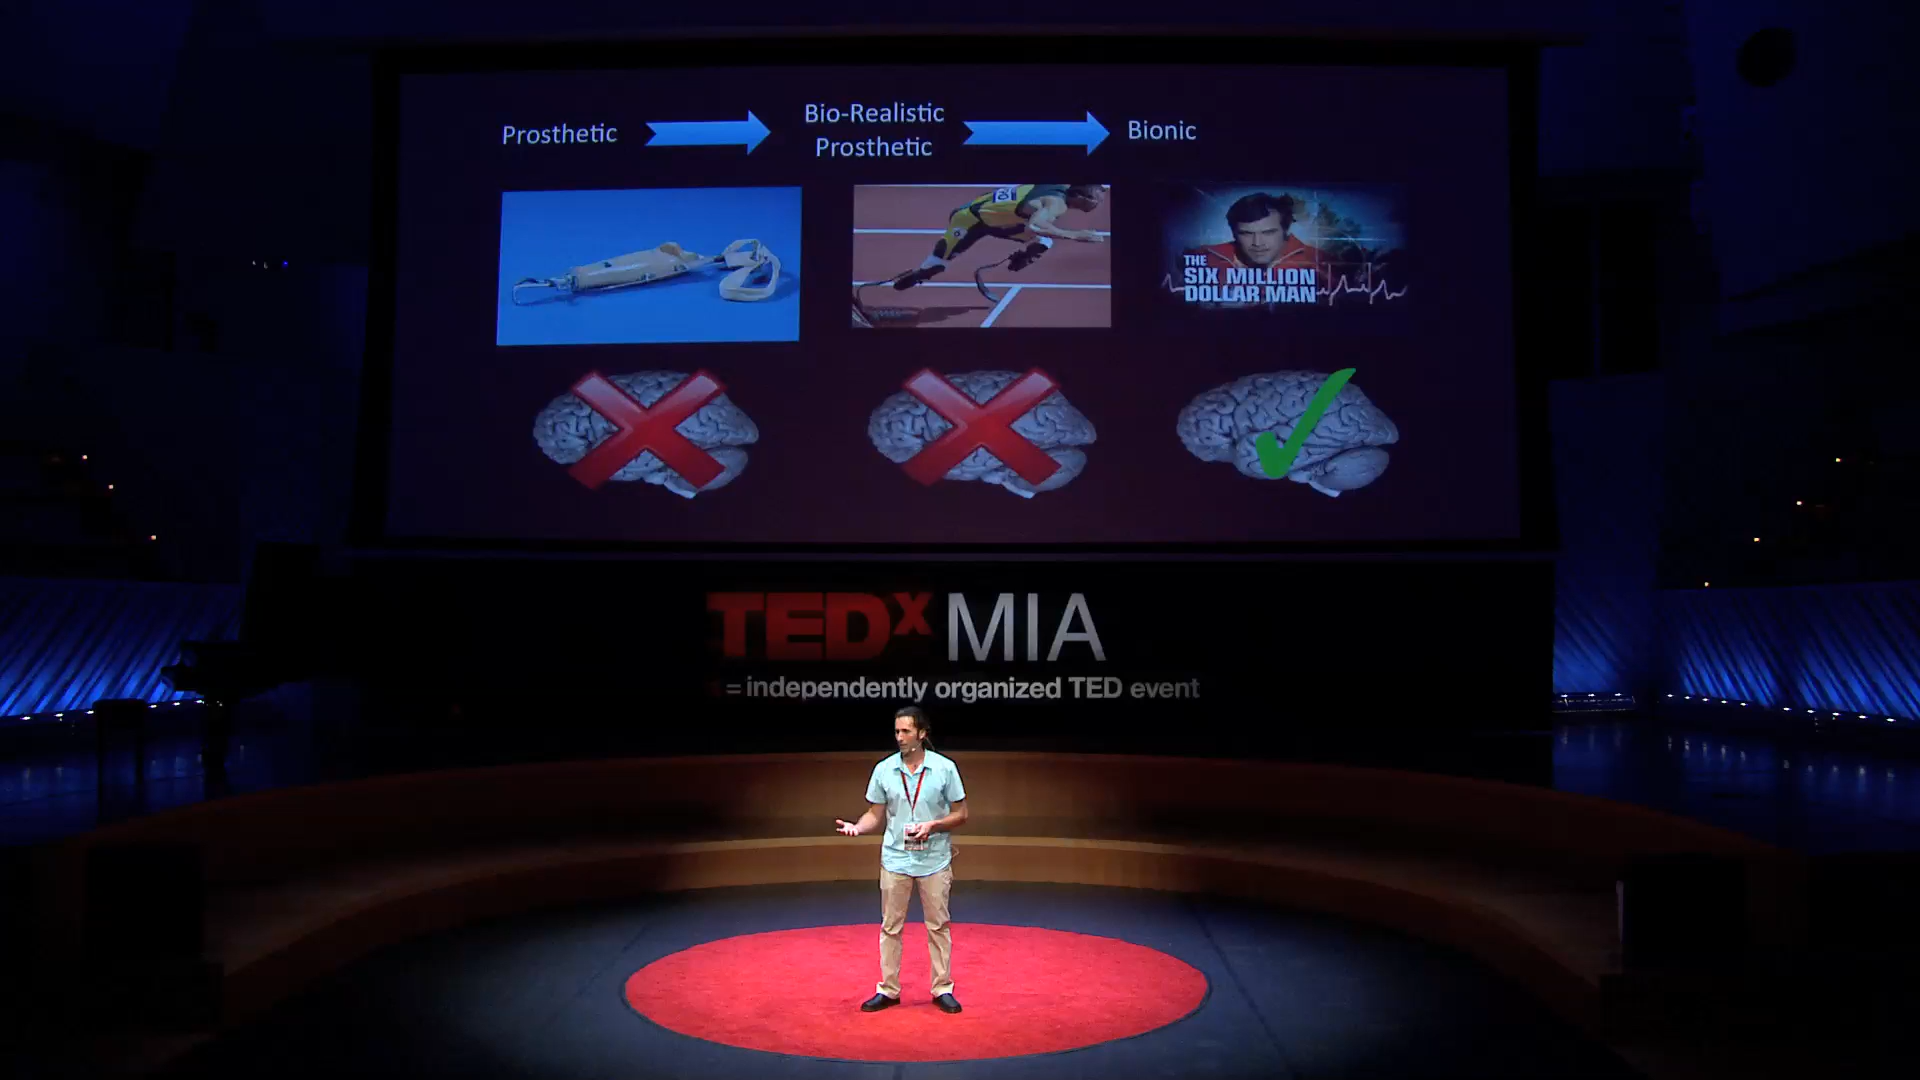 Prosthetic
Bio-Realistic
Prosthetic
Bionic
THE
SIX MILLION
DOLLAR MAN
TEDx MIA
= independently organized TED event